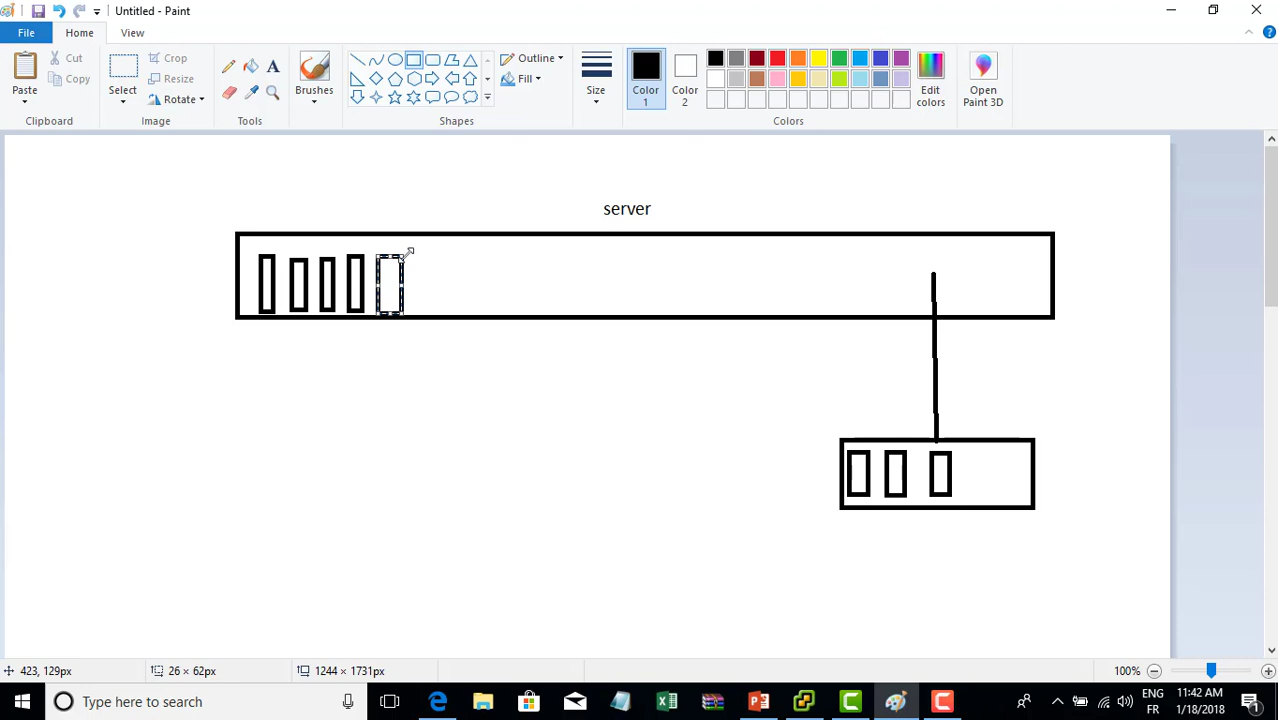 Untitled - Paint
File Home View
Paste
Cut
Copy
Clipboard
Select
Crop
Resize
Rotate
Image
Tools
Brushes
Outline
Fill
Shapes
Size
Color 1
Color 2
Edit colors
Colors
Open Paint 3D
server
423, 129px
26 × 62px
1244 × 1731px
100%
Type here to search
ENG
FR
11:42 AM
1/18/2018
1